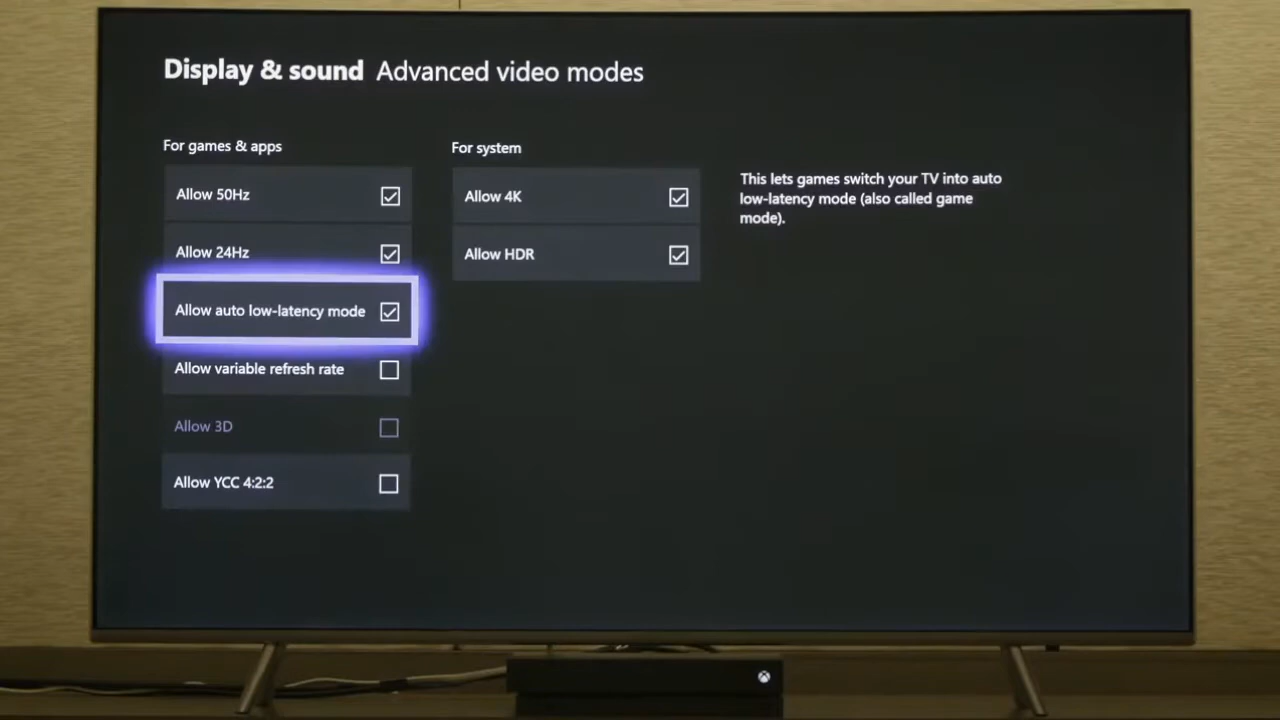 Display & sound Advanced video modes
For games & apps
Allow 50Hz
Allow 24Hz
Allow auto low-latency mode
Allow variable refresh rate
Allow 3D
Allow YCC 4:2:2
For system
Allow 4K
Allow HDR
This lets games switch your TV into auto
low-latency mode (also called game
mode).